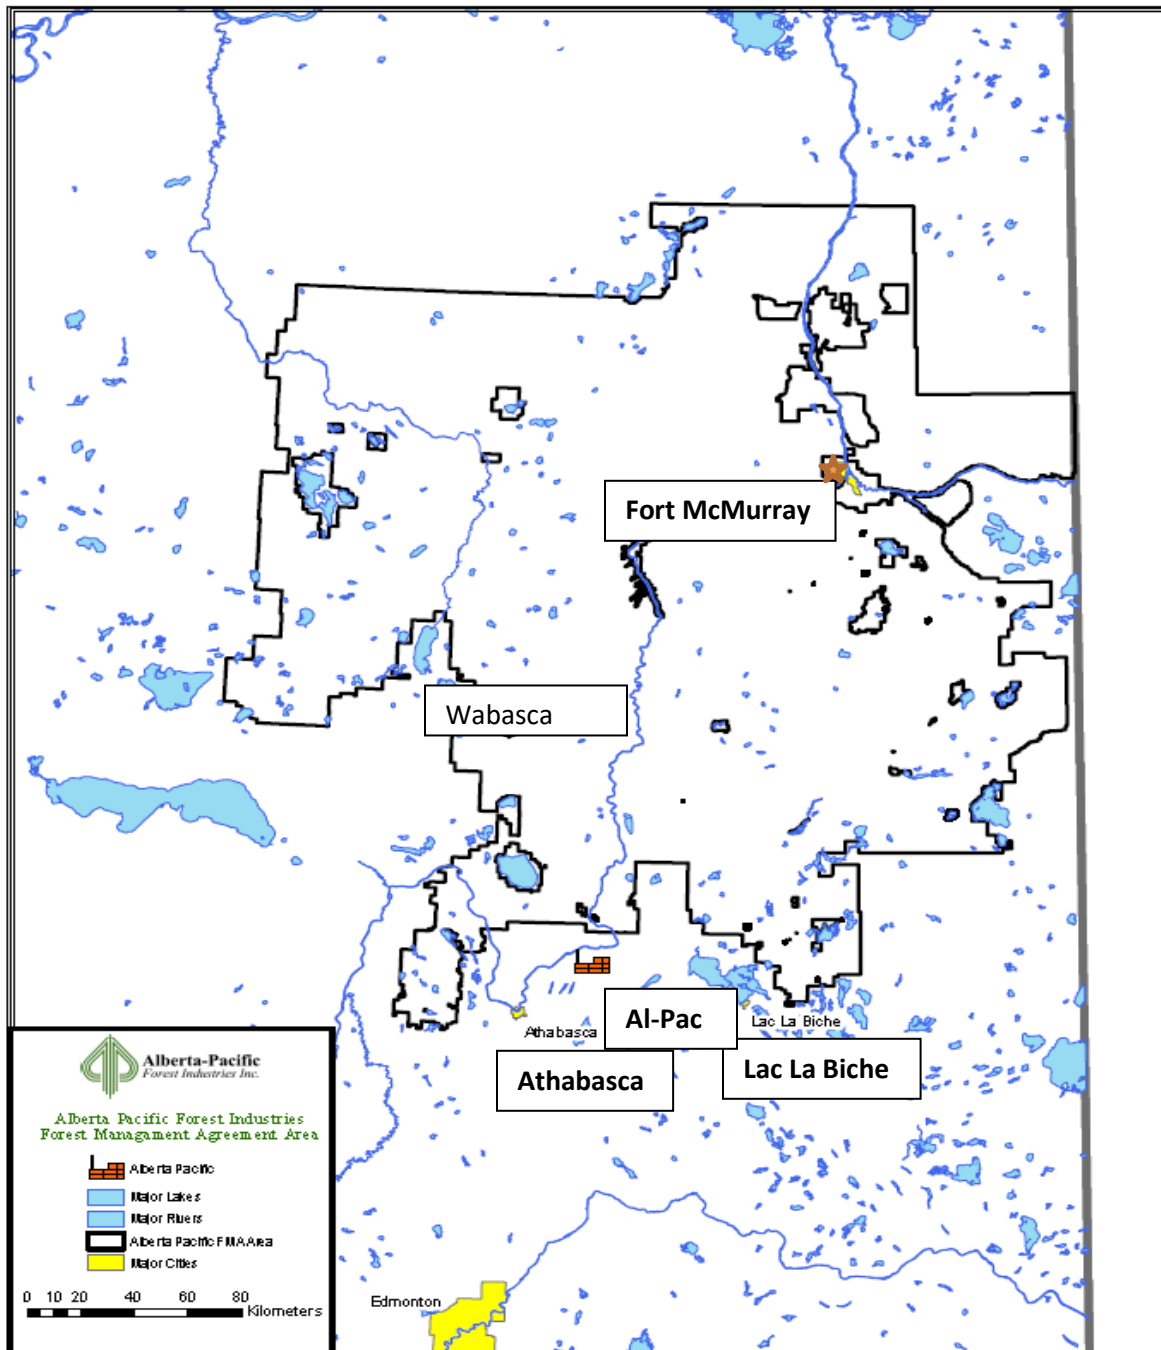 Fort McMurray
Wabasca
Al-Pac
Lac La Biche
Athabasca
Athabasca
Lac La Biche
Alberta-Pacific
Forest Industries Inc.
Alberta Pacific Forest Industries
Forest Managament Agreement Area
Alberta Pacific
Major Lakes
Major Rivers
Alberta Pacific FMA Area
Major Cities
0 10 20 40 60 80
Kilometers
Edmonton